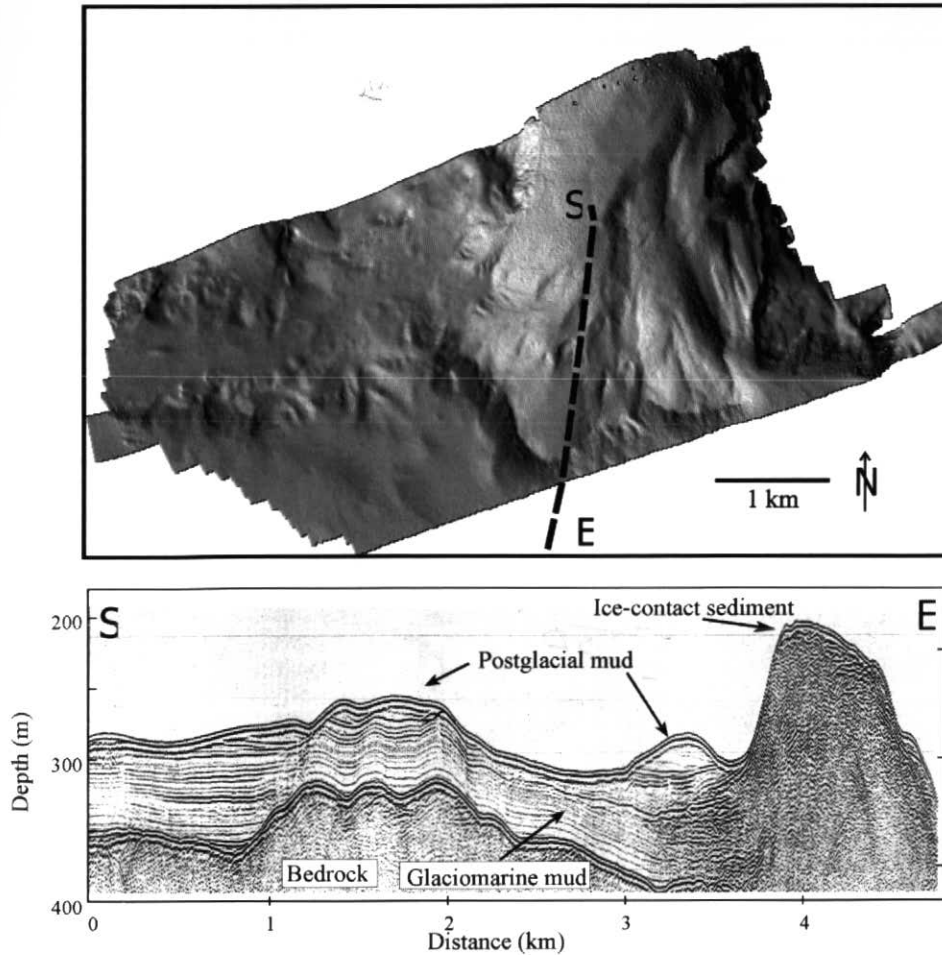 S
E
1 km
N
S
E
Ice-contact sediment
Postglacial mud
200
300
400
Depth (m)
Bedrock
Glaciomarine mud
0
1
2
3
4
Distance (km)